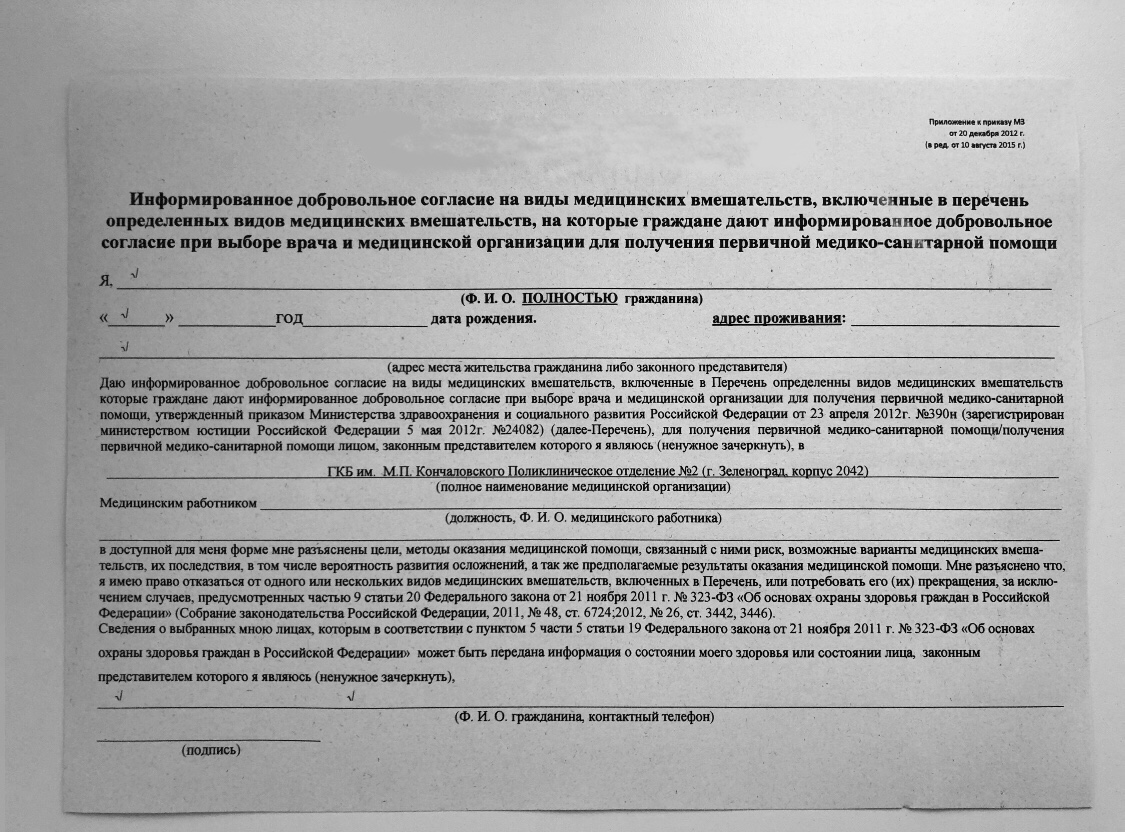 Приложение к приказу МЗ
от 20 декабря 2012 г.
(в ред. от 10 августа 2015 г.)
Информированное добровольное согласие на виды медицинских вмешательств, включенные в перечень
определенных видов медицинских вмешательств, на которые граждане дают информированное добровольное
согласие при выборе врача и медицинской организации для получения первичной медико-санитарной помощи
Я, √
(Ф. И. О. ПОЛНОСТЬЮ гражданина)
« √ » ГОД дата рождения. адрес проживания:
√
(адрес места жительства гражданина либо законного представителя)
Даю информированное добровольное согласие на виды медицинских вмешательств, включенные в Перечень определенны видов медицинских вмешательств
которые граждане дают информированное добровольное согласие при выборе врача и медицинской организации для получения первичной медико-санитарной
помощи, утвержденный приказом Министерства здравоохранения и социального развития Российской Федерации от 23 апреля 2012г. №390н (зарегистрирован
министерством юстиции Российской Федерации 5 мая 2012г. №24082) (далее-Перечень), для получения первичной медико-санитарной помощи/получения
первичной медико-санитарной помощи лицом, законным представителем которого я являюсь (ненужное зачеркнуть), в
ГКБ им. М.П. Кончаловского Поликлиническое отделение №2 (г. Зеленоград, корпус 2042)
(полное наименование медицинской организации)
Медицинским работником
(должность, Ф. И. О. медицинского работника)
в доступной для меня форме мне разъяснены цели, методы оказания медицинской помощи, связанный с ними риск, возможные варианты медицинских вмеша-
тельств, их последствия, в том числе вероятность развития осложнений, а так же предполагаемые результаты оказания медицинской помощи. Мне разъяснено что,
я имею право отказаться от одного или нескольких видов медицинских вмешательств, включенных в Перечень, или потребовать его (их) прекращения, за исклю-
чением случаев, предусмотренных частью 9 статьи 20 Федерального закона от 21 ноября 2011 г. № 323-ФЗ «Об основах охраны здоровья граждан в Российской
Федерации» (Собрание законодательства Российской Федерации, 2011, № 48, ст. 6724;2012, № 26, ст. 3442, 3446).
Сведения о выбранных мною лицах, которым в соответствии с пунктом 5 части 5 статьи 19 Федерального закона от 21 ноября 2011 г. № 323-ФЗ «Об основах
охраны здоровья граждан в Российской Федерации» может быть передана информация о состоянии моего здоровья или состоянии лица, законным
представителем которого я являюсь (ненужное зачеркнуть),
√ √
(Ф. И. О. гражданина, контактный телефон)
(подпись)